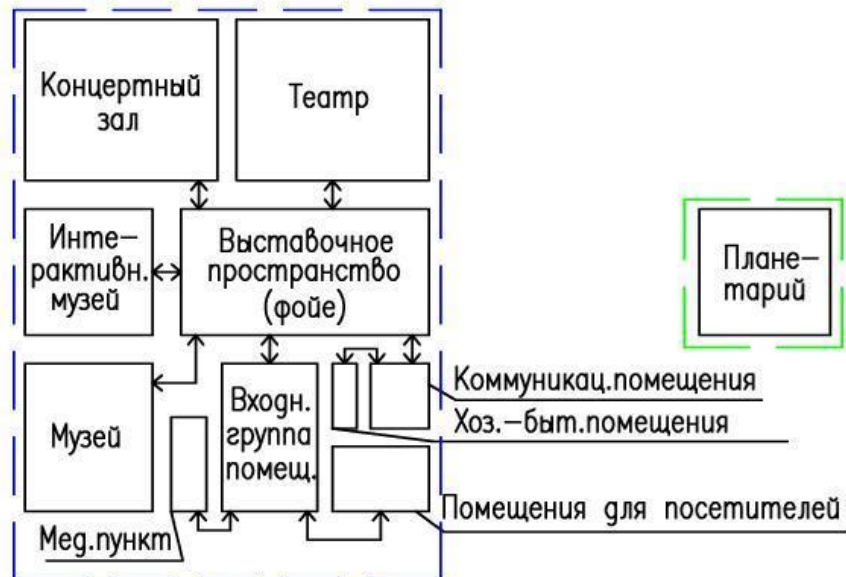 Концертный
зал
Театр
Инте-
рактивн.
музей
Выставочное
пространство
(фойе)
Плане-
тарий
Музей
Входн.
группа
помещ.
Коммуникац.помещения
Хоз.-быт.помещения
Помещения для посетителей
Мед.пункт